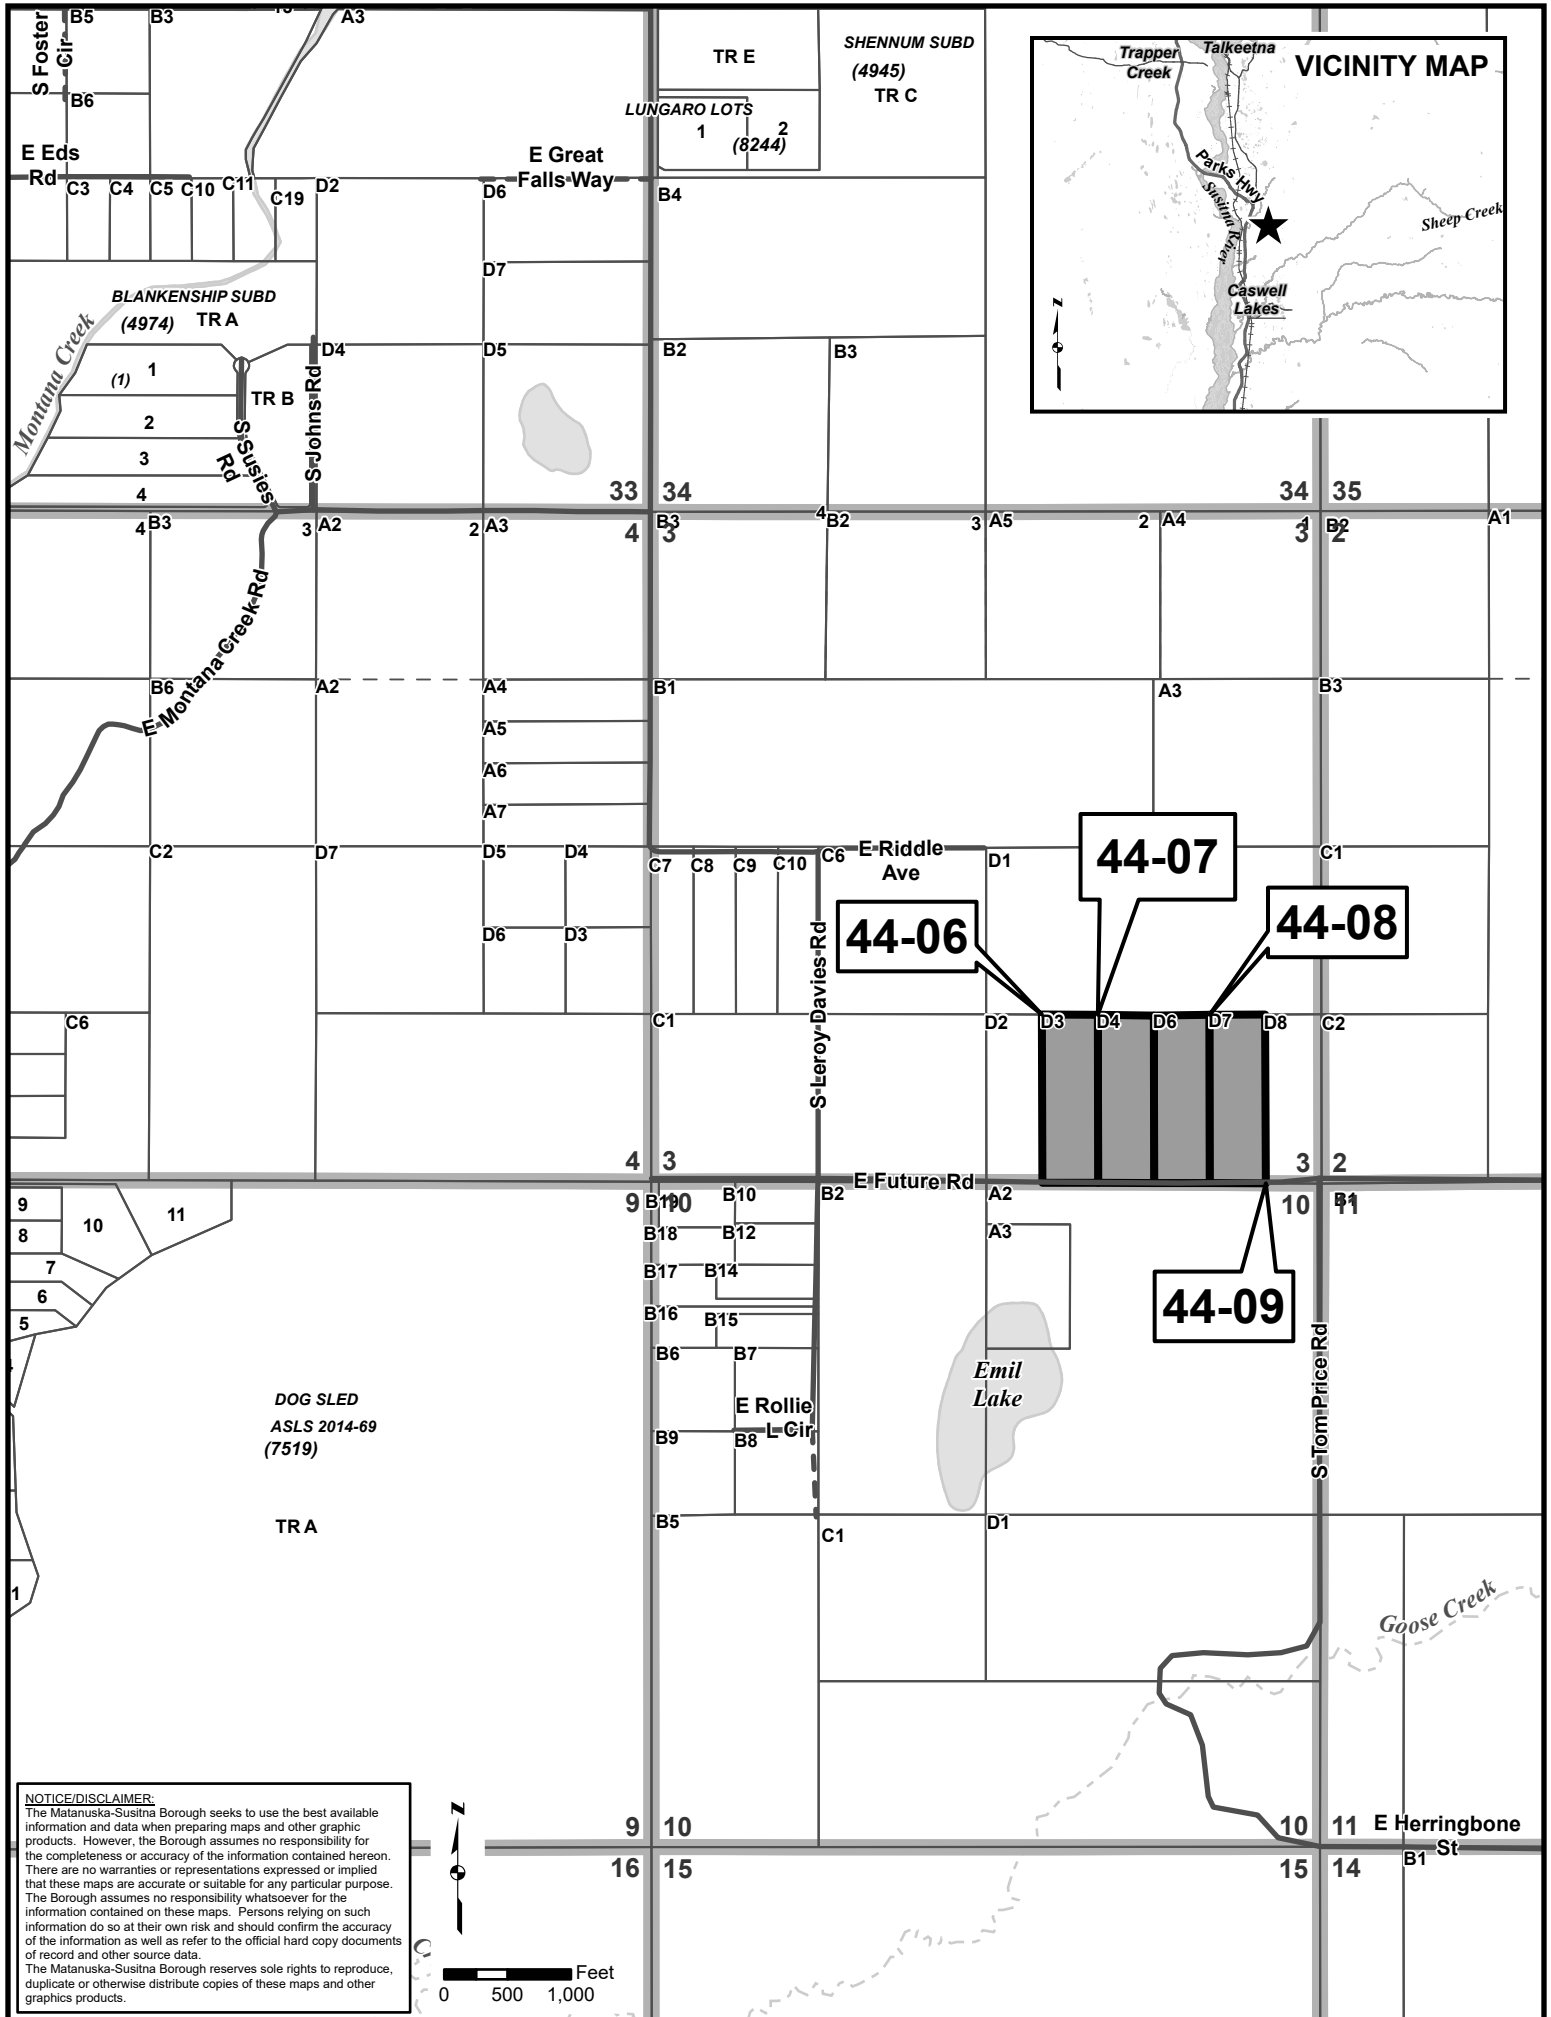 S Foster
Cir
B5
B3
A3
TR E
SHENNUM SUBD
(4945)
TR C
B6
LUNGARO LOTS
1
2
(8244)
E Eds
Rd
E Great
Falls Way
C3
C4
C5
C10
C11
C19
D2
D6
B4
D7
BLANKENSHIP SUBD
(4974)
TR A
Montana Creek
D4
D5
B2
B3
1
(1)
TR B
2
3
4
S Susies
Rd
S Johns Rd
VICINITY MAP
Trapper
Creek
Talkeetna
Parks Hwy
Susitna River
Sheep Creek
Caswell
Lakes
z
33
34
34
35
4
B3
3
A2
2
A3
4
B3
3
4
B2
3
A5
2
A4
1
3
B2
2
A1
E Montana Creek Rd
B6
A2
A4
B1
A3
B3
A5
A6
A7
C2
D7
D5
D4
C7
C8
C9
C10
C6
E Riddle
Ave
D1
C1
44-07
44-06
44-08
D6
D3
S Leroy Davies Rd
C6
C1
D2
D3
D4
D6
D7
D8
C2
4
3
3
2
E Future Rd
9
10
10
11
B19
B10
B2
A2
B1
9
8
10
11
7
6
5
B18
B12
A3
B17
B14
B16
B15
B6
B7
44-09
Emil
Lake
S Tom Price Rd
DOG SLED
ASLS 2014-69
(7519)
E Rollie
L Cir
B9
B8
TR A
B5
C1
D1
1
Goose Creek
NOTICE/DISCLAIMER:
The Matanuska-Susitna Borough seeks to use the best available
information and data when preparing maps and other graphic
products.  However, the Borough assumes no responsibility for
the completeness or accuracy of the information contained hereon.
There are no warranties or representations expressed or implied
that these maps are accurate or suitable for any particular purpose.
The Borough assumes no responsibility whatsoever for the
information contained on these maps.  Persons relying on such
information do so at their own risk and should confirm the accuracy
of the information as well as refer to the official hard copy documents
of record and other source data.
The Matanuska-Susitna Borough reserves sole rights to reproduce,
duplicate or otherwise distribute copies of these maps and other
graphics products.
z
9
10
10
11
E Herringbone
St
16
15
15
14
B1
Feet
0
500
1,000